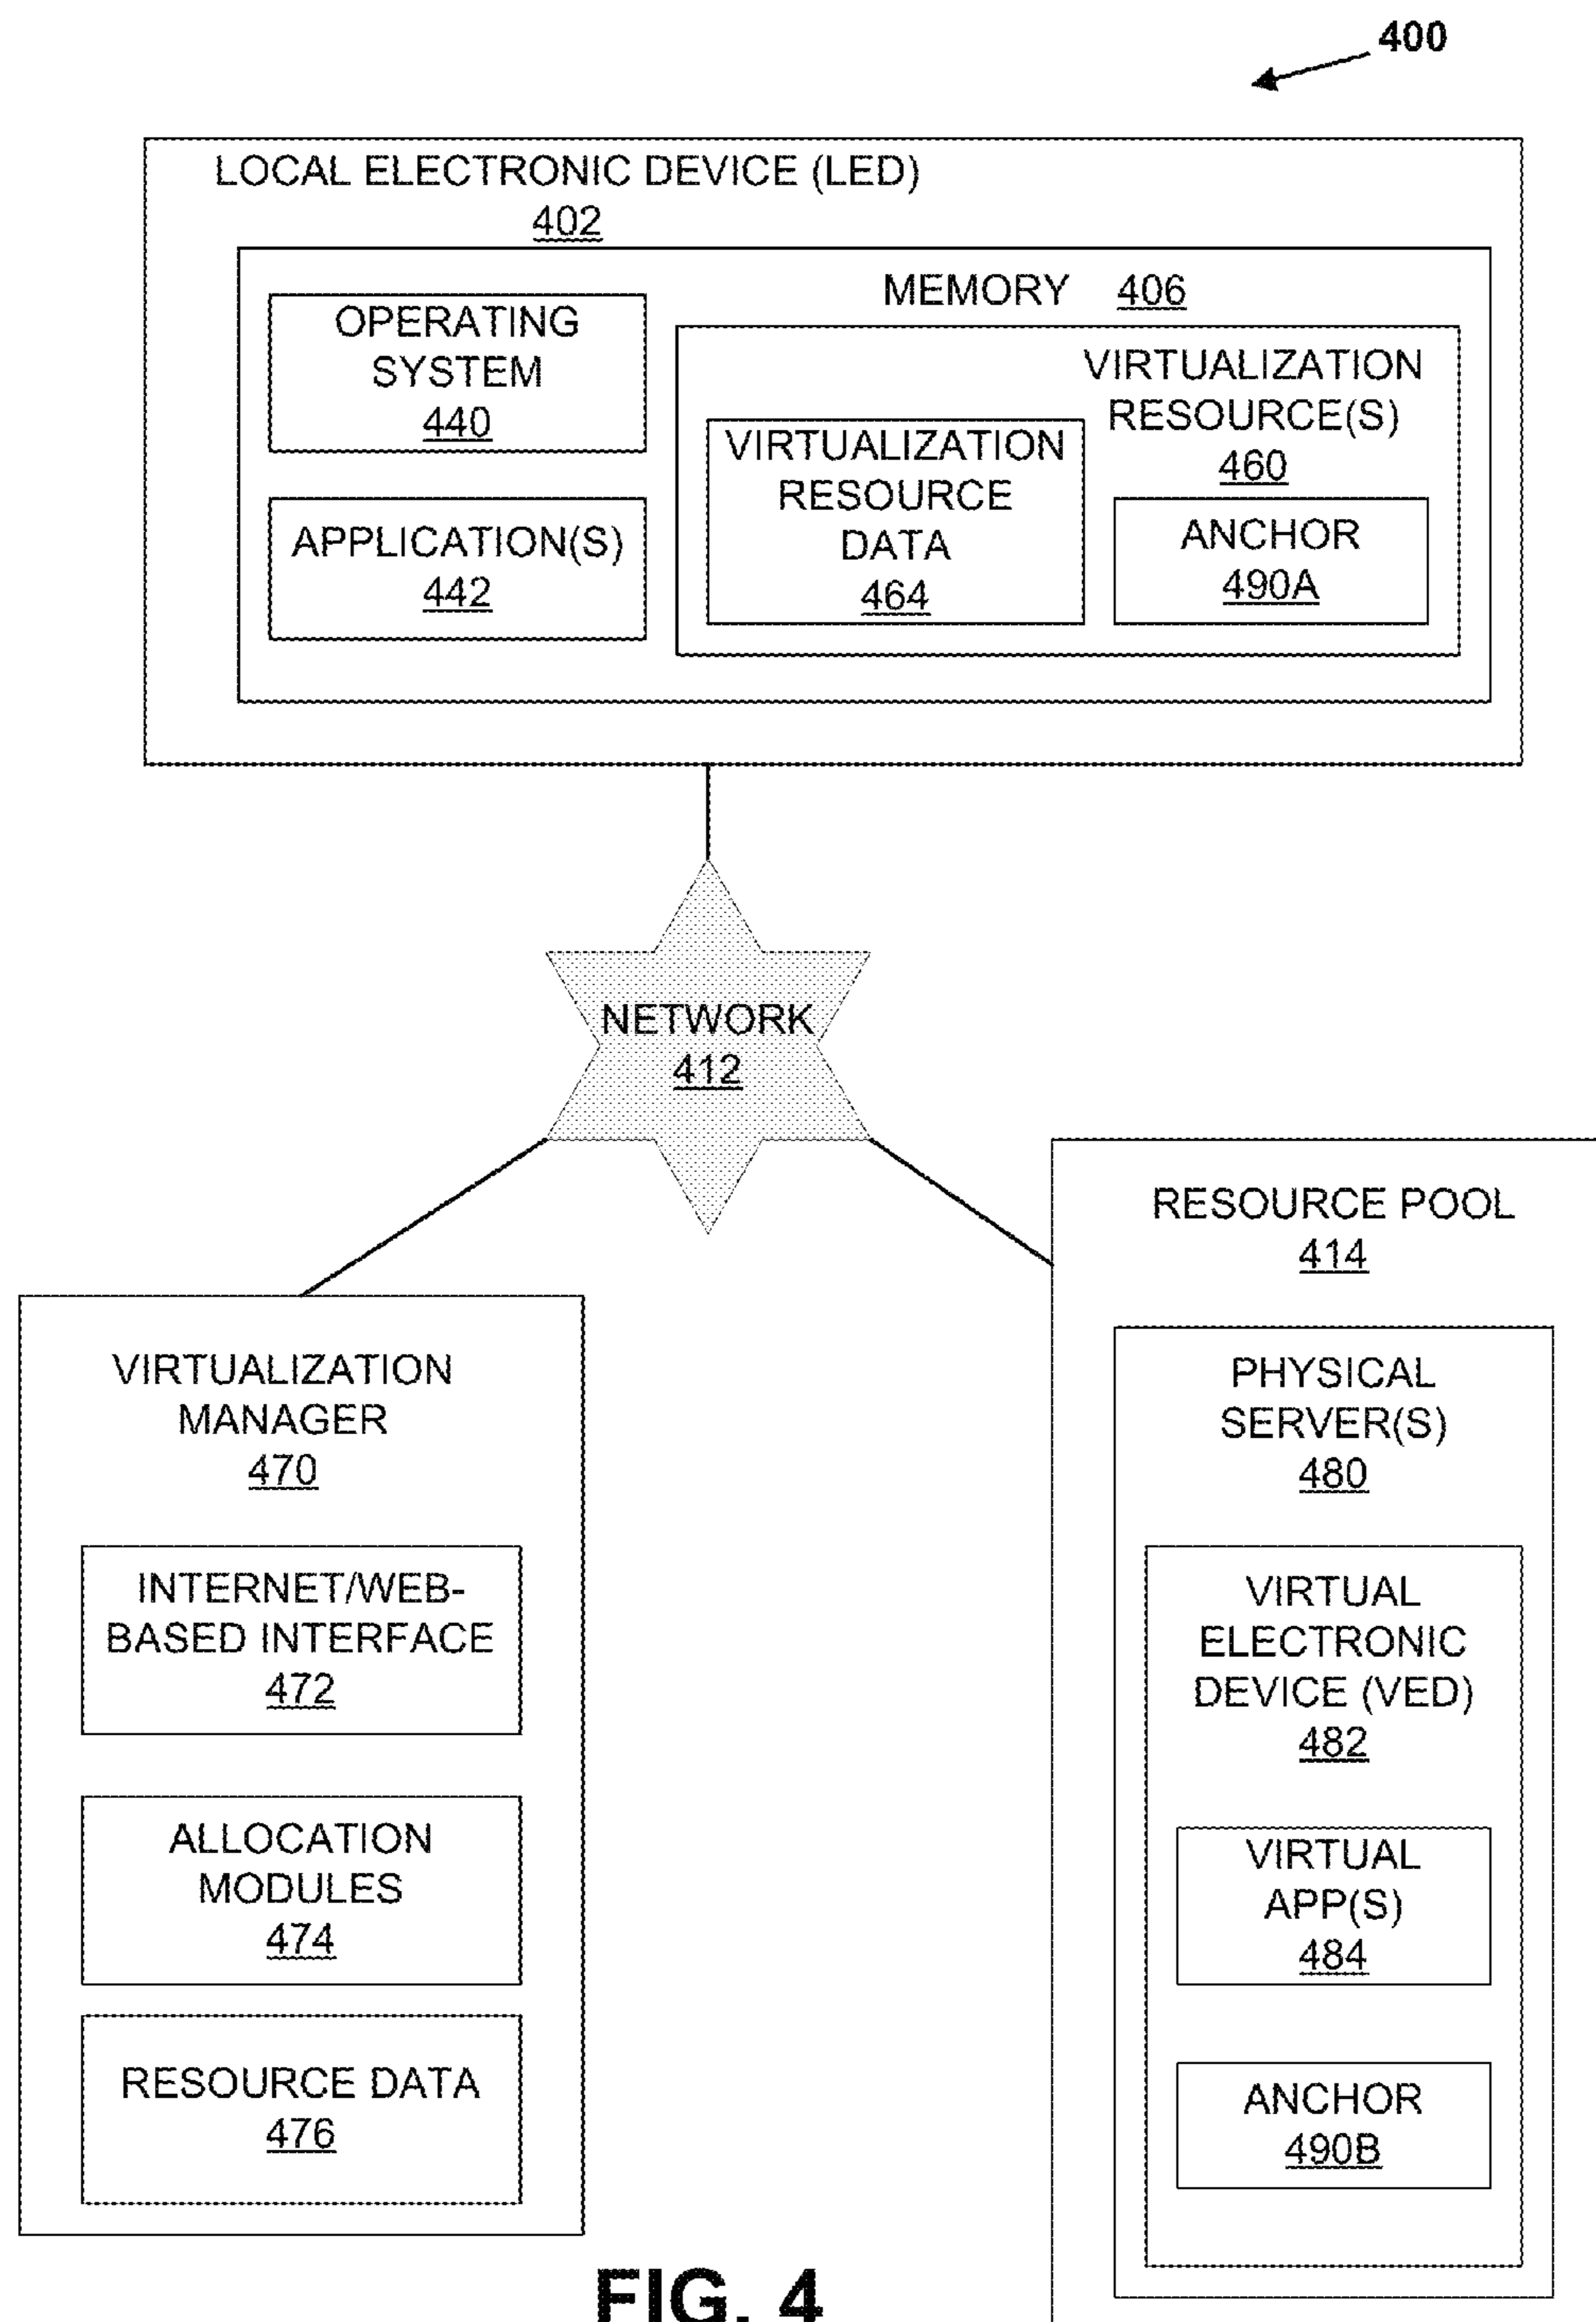 400
LOCAL ELECTRONIC DEVICE (LED)
402
MEMORY 406
OPERATING
SYSTEM
440
APPLICATION(S)
442
VIRTUALIZATION
RESOURCE(S)
460
VIRTUALIZATION
RESOURCE
DATA
464
ANCHOR
490A
NETWORK
412
VIRTUALIZATION
MANAGER
470
INTERNET/WEB-
BASED INTERFACE
472
ALLOCATION
MODULES
474
RESOURCE DATA
476
RESOURCE POOL
414
PHYSICAL
SERVER(S)
480
VIRTUAL
ELECTRONIC
DEVICE (VED)
482
VIRTUAL
APP(S)
484
ANCHOR
490B
FIG. 4